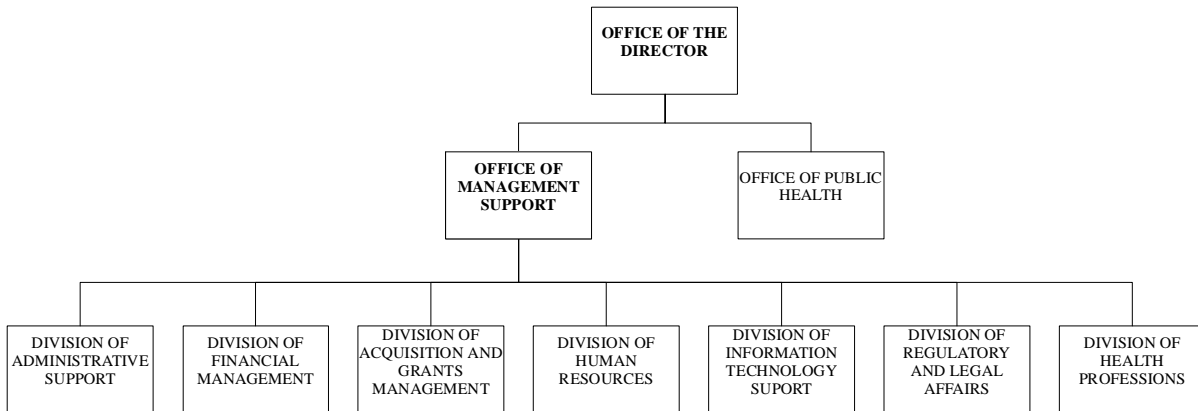 OFFICE OF THE
DIRECTOR
OFFICE OF
MANAGEMENT
SUPPORT
OFFICE OF PUBLIC
HEALTH
DIVISION OF
ADMINISTRATIVE
SUPPORT
DIVISION OF
FINANCIAL
MANAGEMENT
DIVISION OF
ACQUISITION AND
GRANTS
MANAGEMENT
DIVISION OF
HUMAN
RESOURCES
DIVISION OF
INFORMATION
TECHNOLOGY
SUPORT
DIVISION OF
REGULATORY
AND LEGAL
AFFAIRS
DIVISION OF
HEALTH
PROFESSIONS